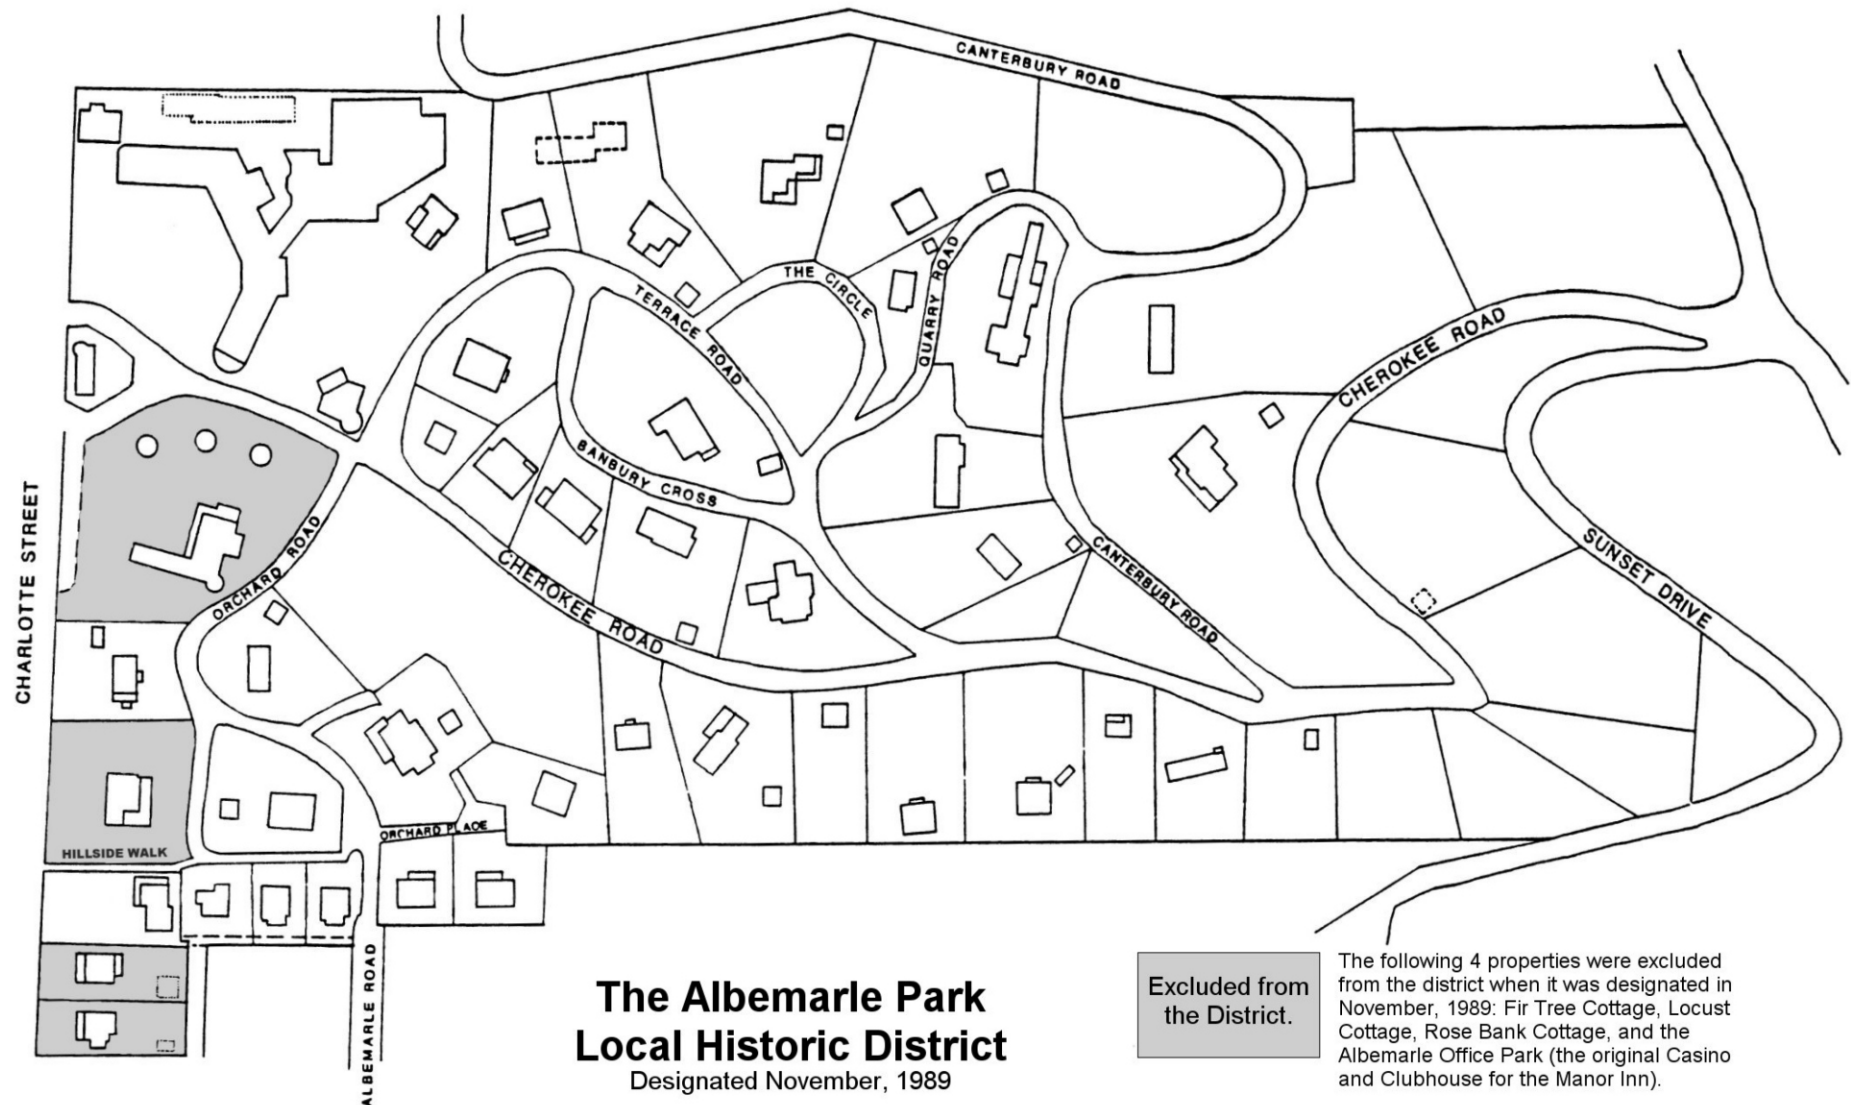 CANTERBURY ROAD
THE CIRCLE
TERRACE ROAD
QUARRY ROAD
CHEROKEE ROAD
BANBURY CROSS
CHARLOTTE STREET
ORCHARD ROAD
CHEROKEE ROAD
CANTERBURY ROAD
SUNSET DRIVE
ORCHARD PLACE
HILLSIDE WALK
ALBEMARLE ROAD
The Albemarle Park
Local Historic District
Designated November, 1989
Excluded from
the District.
The following 4 properties were excluded
from the district when it was designated in
November, 1989: Fir Tree Cottage, Locust
Cottage, Rose Bank Cottage, and the
Albemarle Office Park (the original Casino
and Clubhouse for the Manor Inn).